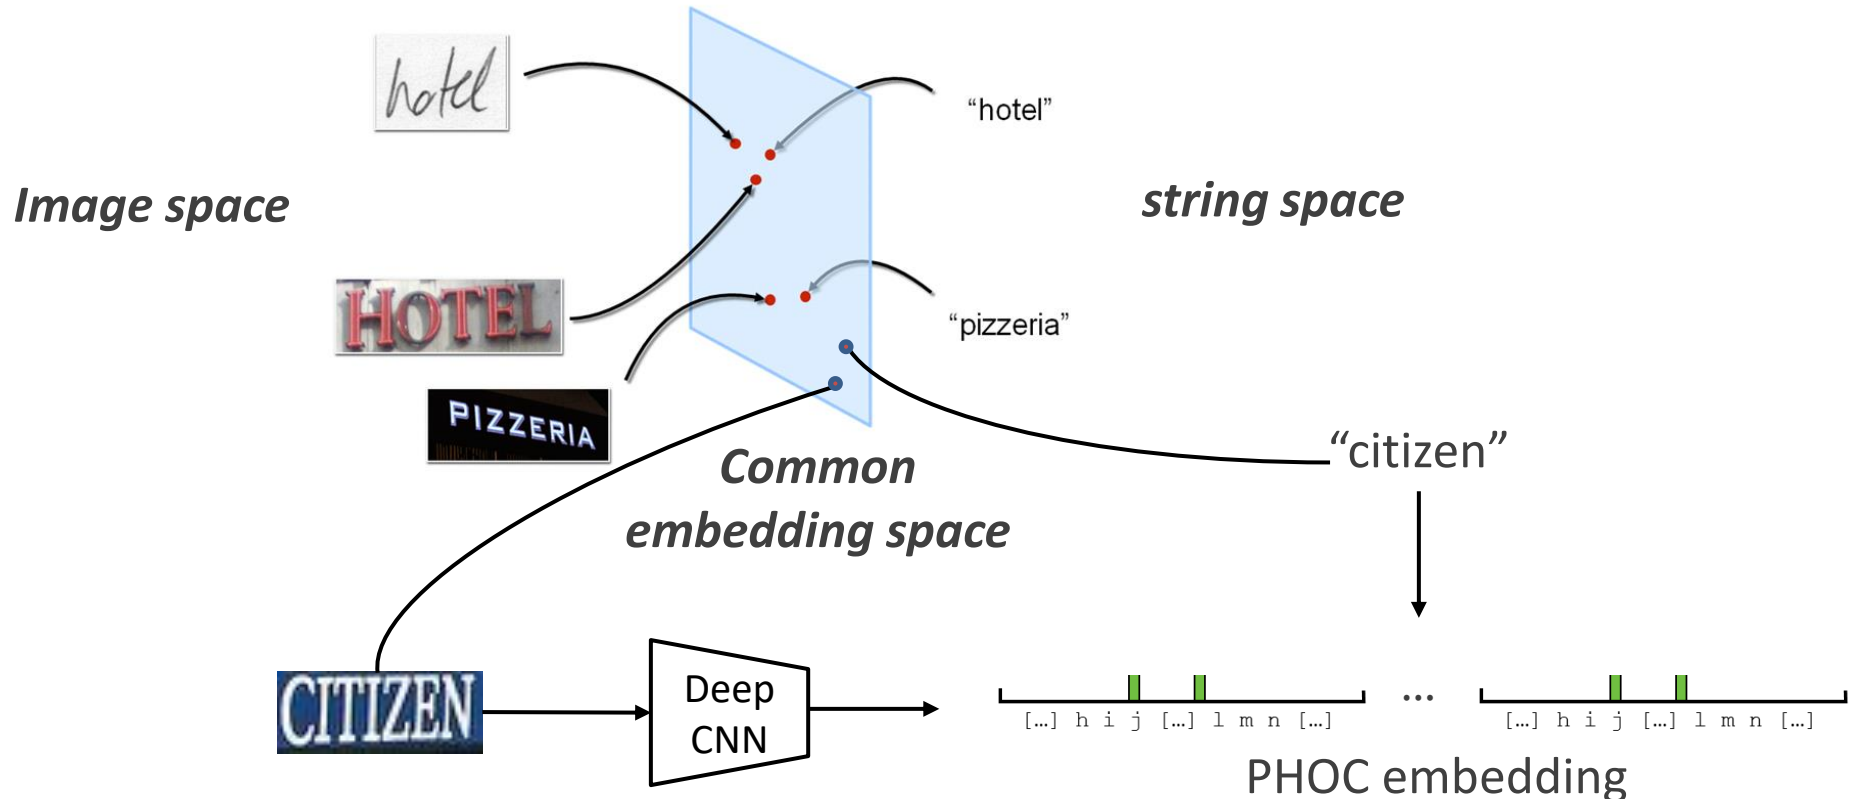 hotel
“hotel”
Image space
string space
HOTEL
“pizzeria”
PIZZERIA
“citizen”
Common
embedding space
CITIZEN
Deep
CNN
...
[…] h i j […] l m n […]
[…] h i j […] l m n […]
PHOC embedding